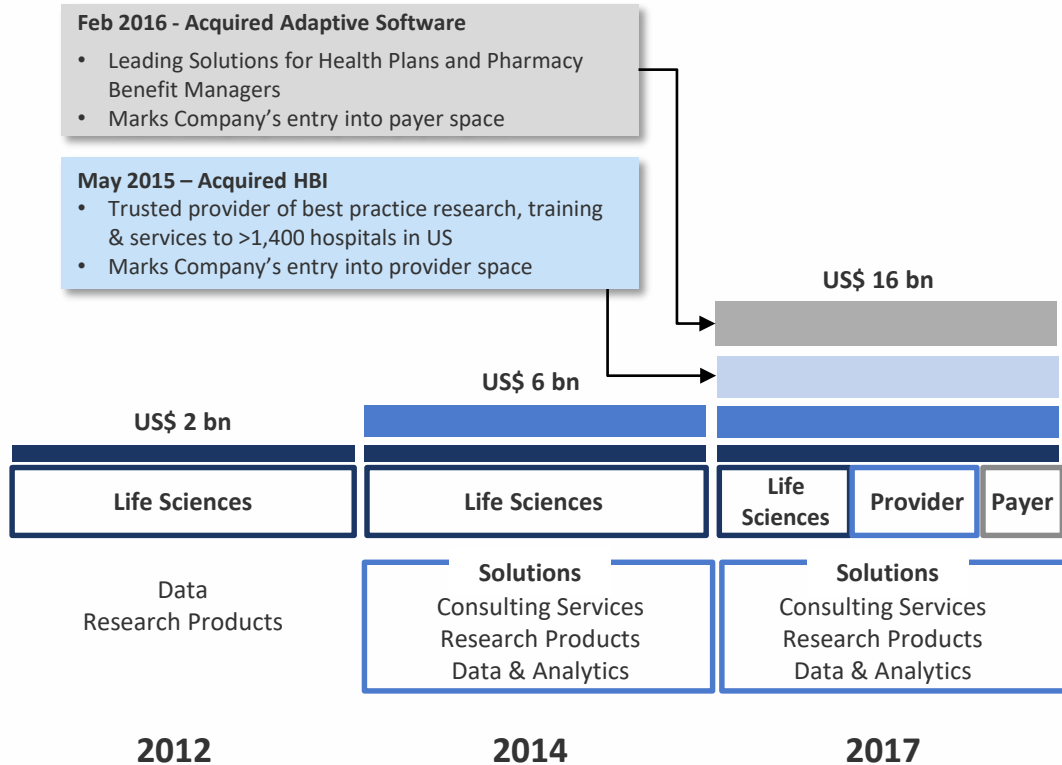 Feb 2016 - Acquired Adaptive Software
• Leading Solutions for Health Plans and Pharmacy
Benefit Managers
• Marks Company’s entry into payer space
May 2015 – Acquired HBI
• Trusted provider of best practice research, training
& services to >1,400 hospitals in US
• Marks Company’s entry into provider space
US$ 2 bn
US$ 6 bn
US$ 16 bn
Life Sciences
Life Sciences
Life
Sciences
Provider
Payer
Data
Research Products
Solutions
Consulting Services
Research Products
Data & Analytics
Solutions
Consulting Services
Research Products
Data & Analytics
2012
2014
2017